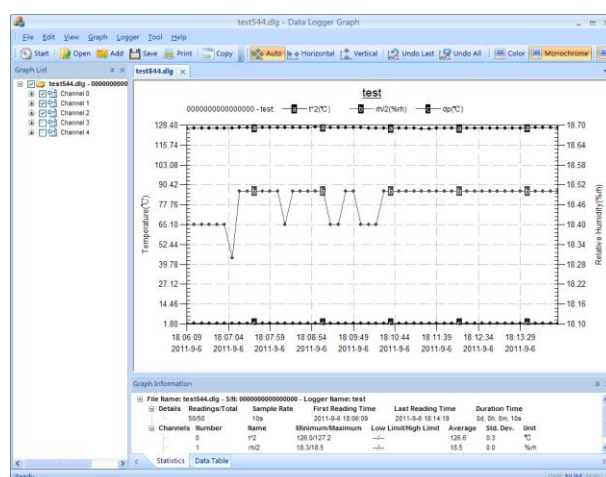 test544.dlg - Data Logger Graph
File Edit View Graph Logger Tool Help
Start Open Add Save Print Copy Auto Horizontal Vertical Undo Last Undo All Color Monochrome
Graph List
test544.dlg - 0000000000
Channel 0
Channel 1
Channel 2
Channel 3
Channel 4
test544.dlg
test
0000000000000000 - test: a t°2(℃) b rh/2(%rh) c dp(℃)
128.40 18.70
115.74 18.64
103.08 18.58
90.42 18.52
77.76 18.46
65.10 18.40
52.44 18.34
39.78 18.28
27.12 18.22
14.46 18.16
1.80 18.10
Temperature(℃)
Relative Humidity(%rh)
18:06:09 18:07:04 18:07:59 18:08:54 18:09:49 18:10:44 18:11:39 18:12:34 18:13:29
2011-9-6 2011-9-6 2011-9-6 2011-9-6 2011-9-6 2011-9-6 2011-9-6 2011-9-6 2011-9-6
Graph Information
File Name: test544.dlg - S/N: 0000000000000000 - Logger Name: test
Details Readings/Total Sample Rate First Reading Time Last Reading Time Duration Time
50/50 10s 2011-9-6 18:06:09 2011-9-6 18:14:19 0d, 0h, 8m, 10s
Channels Number Name Minimum/Maximum Low Limit/High Limit Average Std. Dev. Unit
0 t°2 126.0/127.2 --/-- 126.6 0.3 ℃
1 rh/2 18.3/18.5 --/-- 18.5 0.0 %rh
Statistics Data Table
Ready NUM